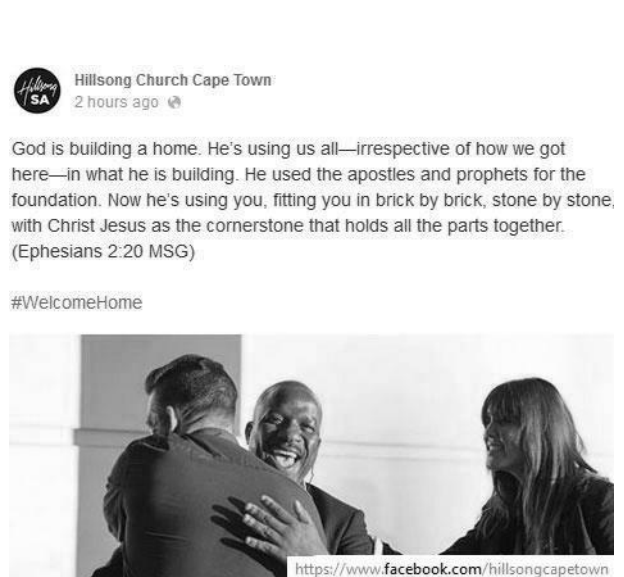 Hillsong
SA
Hillsong Church Cape Town
2 hours ago
God is building a home. He's using us all—irrespective of how we got
here—in what he is building. He used the apostles and prophets for the
foundation. Now he's using you, fitting you in brick by brick, stone by stone,
with Christ Jesus as the cornerstone that holds all the parts together.
(Ephesians 2:20 MSG)
#WelcomeHome
https://www.facebook.com/hillsongcapetown